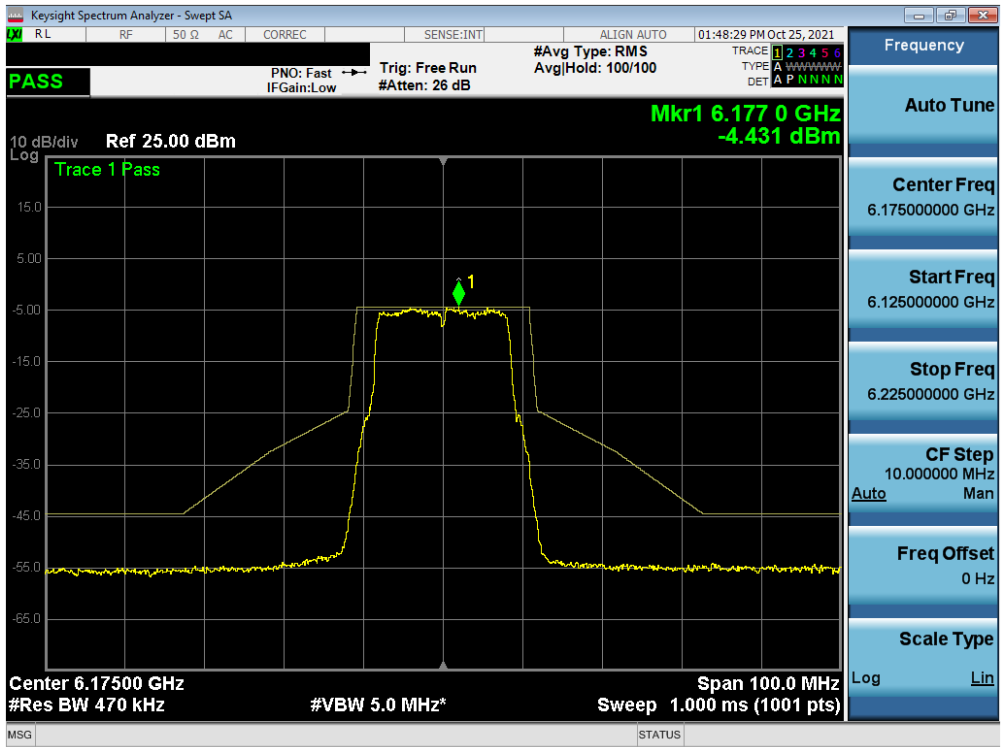 Keysight Spectrum Analyzer - Swept SA
LXI RL RF 50 Ω AC CORREC SENSE:INT ALIGN AUTO 01:48:29 PM Oct 25, 2021
PASS
PNO: Fast
IFGain:Low
Trig: Free Run
#Atten: 26 dB
#Avg Type: RMS
Avg|Hold: 100/100
TRACE 1 2 3 4 5 6
TYPE A WWWWW
DET A P N N N N
Mkr1 6.177 0 GHz
-4.431 dBm
10 dB/div Ref 25.00 dBm
Log
Trace 1 Pass
1
15.0
5.00
-5.00
-15.0
-25.0
-35.0
-45.0
-55.0
-65.0
Center 6.17500 GHz
Span 100.0 MHz
#Res BW 470 kHz
#VBW 5.0 MHz*
Sweep 1.000 ms (1001 pts)
MSG
STATUS
Frequency
Auto Tune
Center Freq
6.175000000 GHz
Start Freq
6.125000000 GHz
Stop Freq
6.225000000 GHz
CF Step
10.000000 MHz
Auto Man
Freq Offset
0 Hz
Scale Type
Log Lin